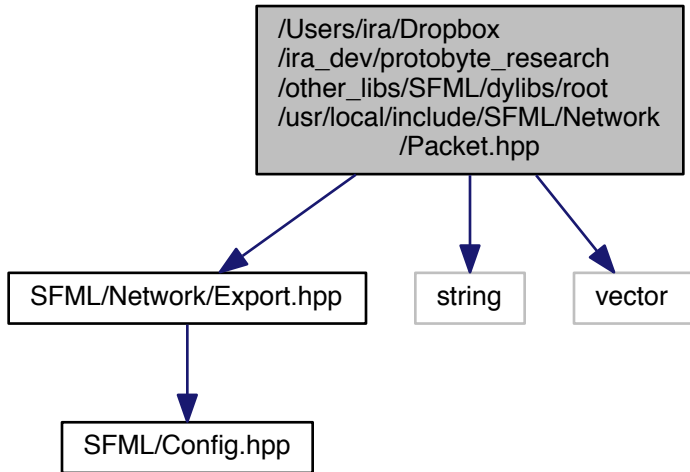 /Users/ira/Dropbox
/ira_dev/protobyte_research
/other_libs/SFML/dylibs/root
/usr/local/include/SFML/Network
/Packet.hpp
SFML/Network/Export.hpp
string
vector
SFML/Config.hpp